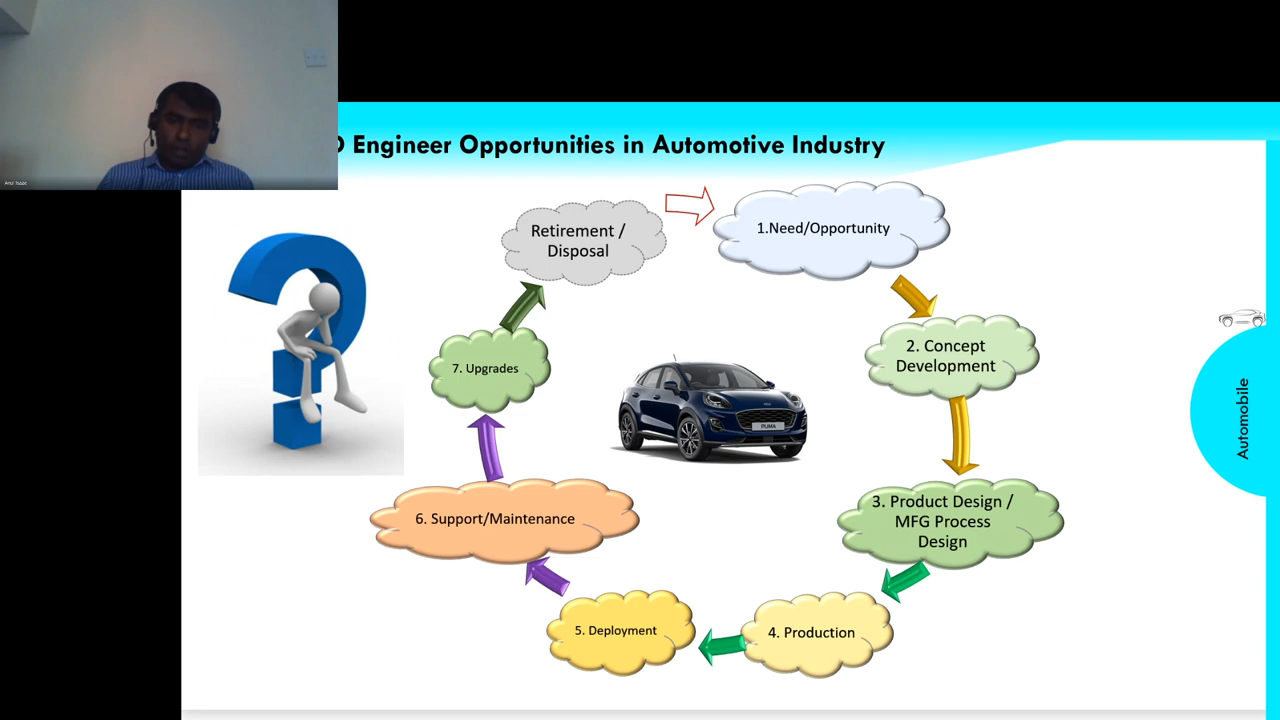 Engineer Opportunities in Automotive Industry
Retirement /
Disposal
1.Need/Opportunity
2. Concept
Development
3. Product Design /
MFG Process
Design
4. Production
5. Deployment
6. Support/Maintenance
7. Upgrades
PUMA
Automobile